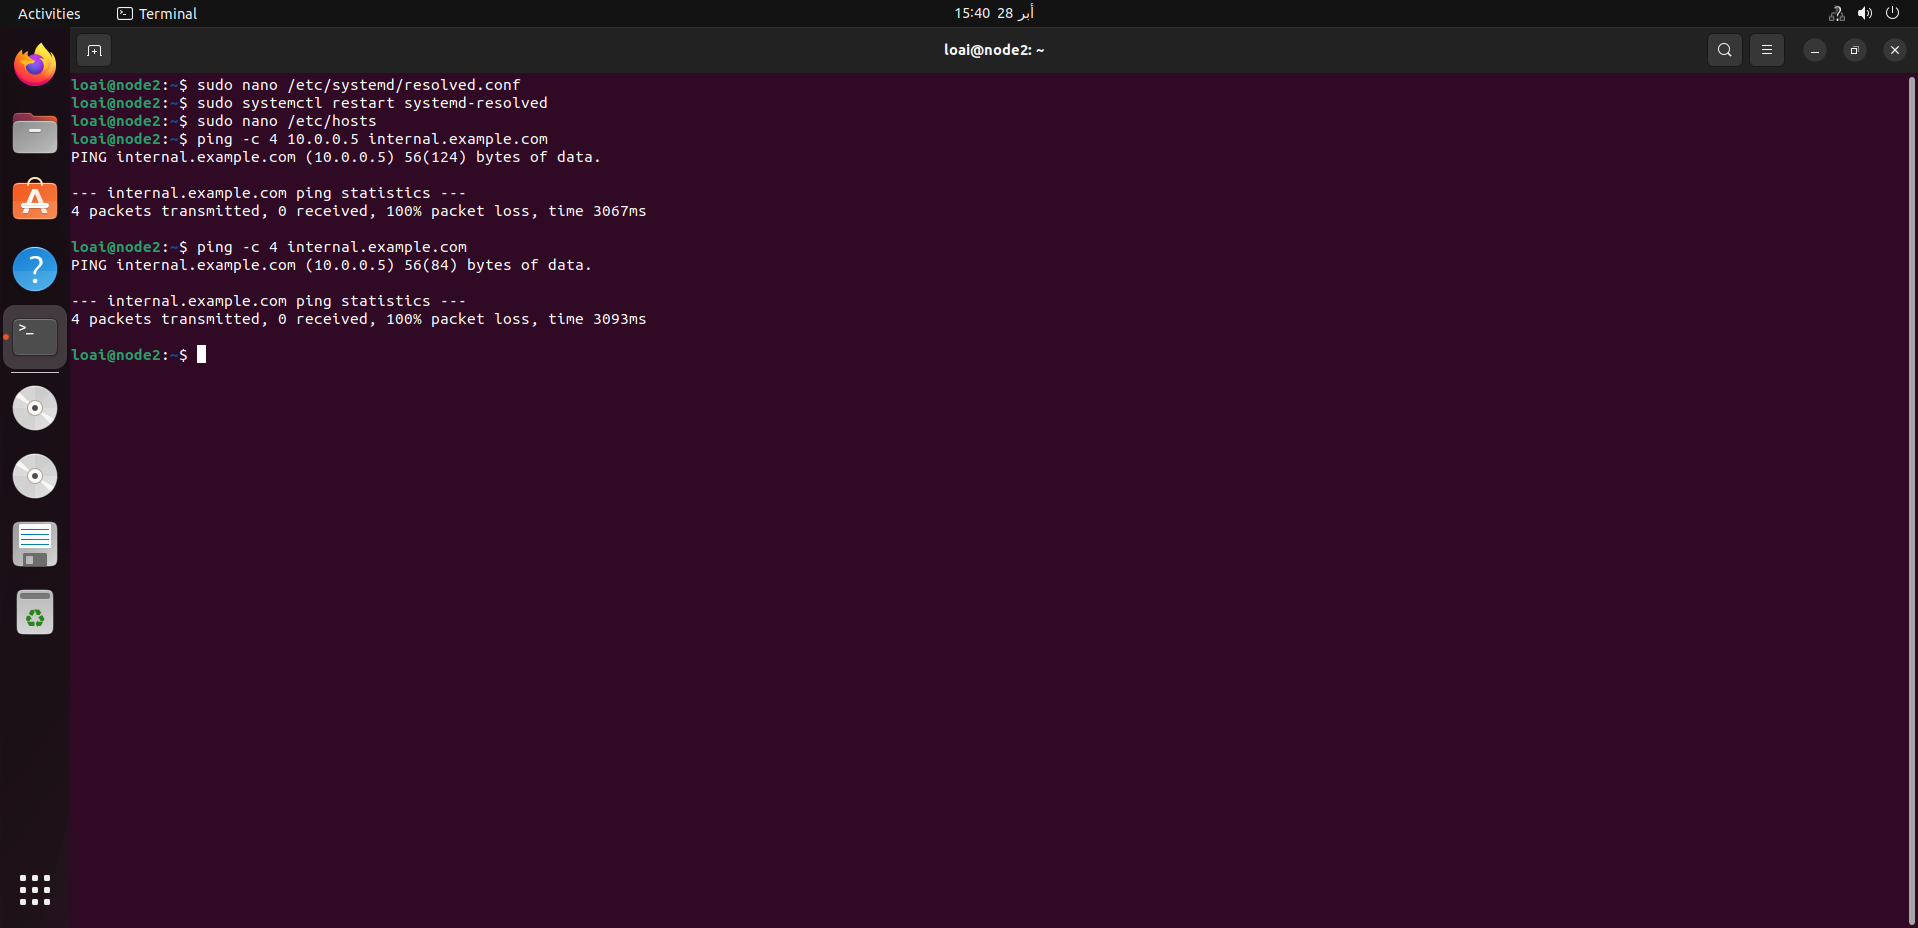 Activities
Terminal
15:40 28 أبر
loai@node2: ~
loai@node2:~$ sudo nano /etc/systemd/resolved.conf
loai@node2:~$ sudo systemctl restart systemd-resolved
loai@node2:~$ sudo nano /etc/hosts
loai@node2:~$ ping -c 4 10.0.0.5 internal.example.com
PING internal.example.com (10.0.0.5) 56(124) bytes of data.
--- internal.example.com ping statistics ---
4 packets transmitted, 0 received, 100% packet loss, time 3067ms
loai@node2:~$ ping -c 4 internal.example.com
PING internal.example.com (10.0.0.5) 56(84) bytes of data.
--- internal.example.com ping statistics ---
4 packets transmitted, 0 received, 100% packet loss, time 3093ms
loai@node2:~$